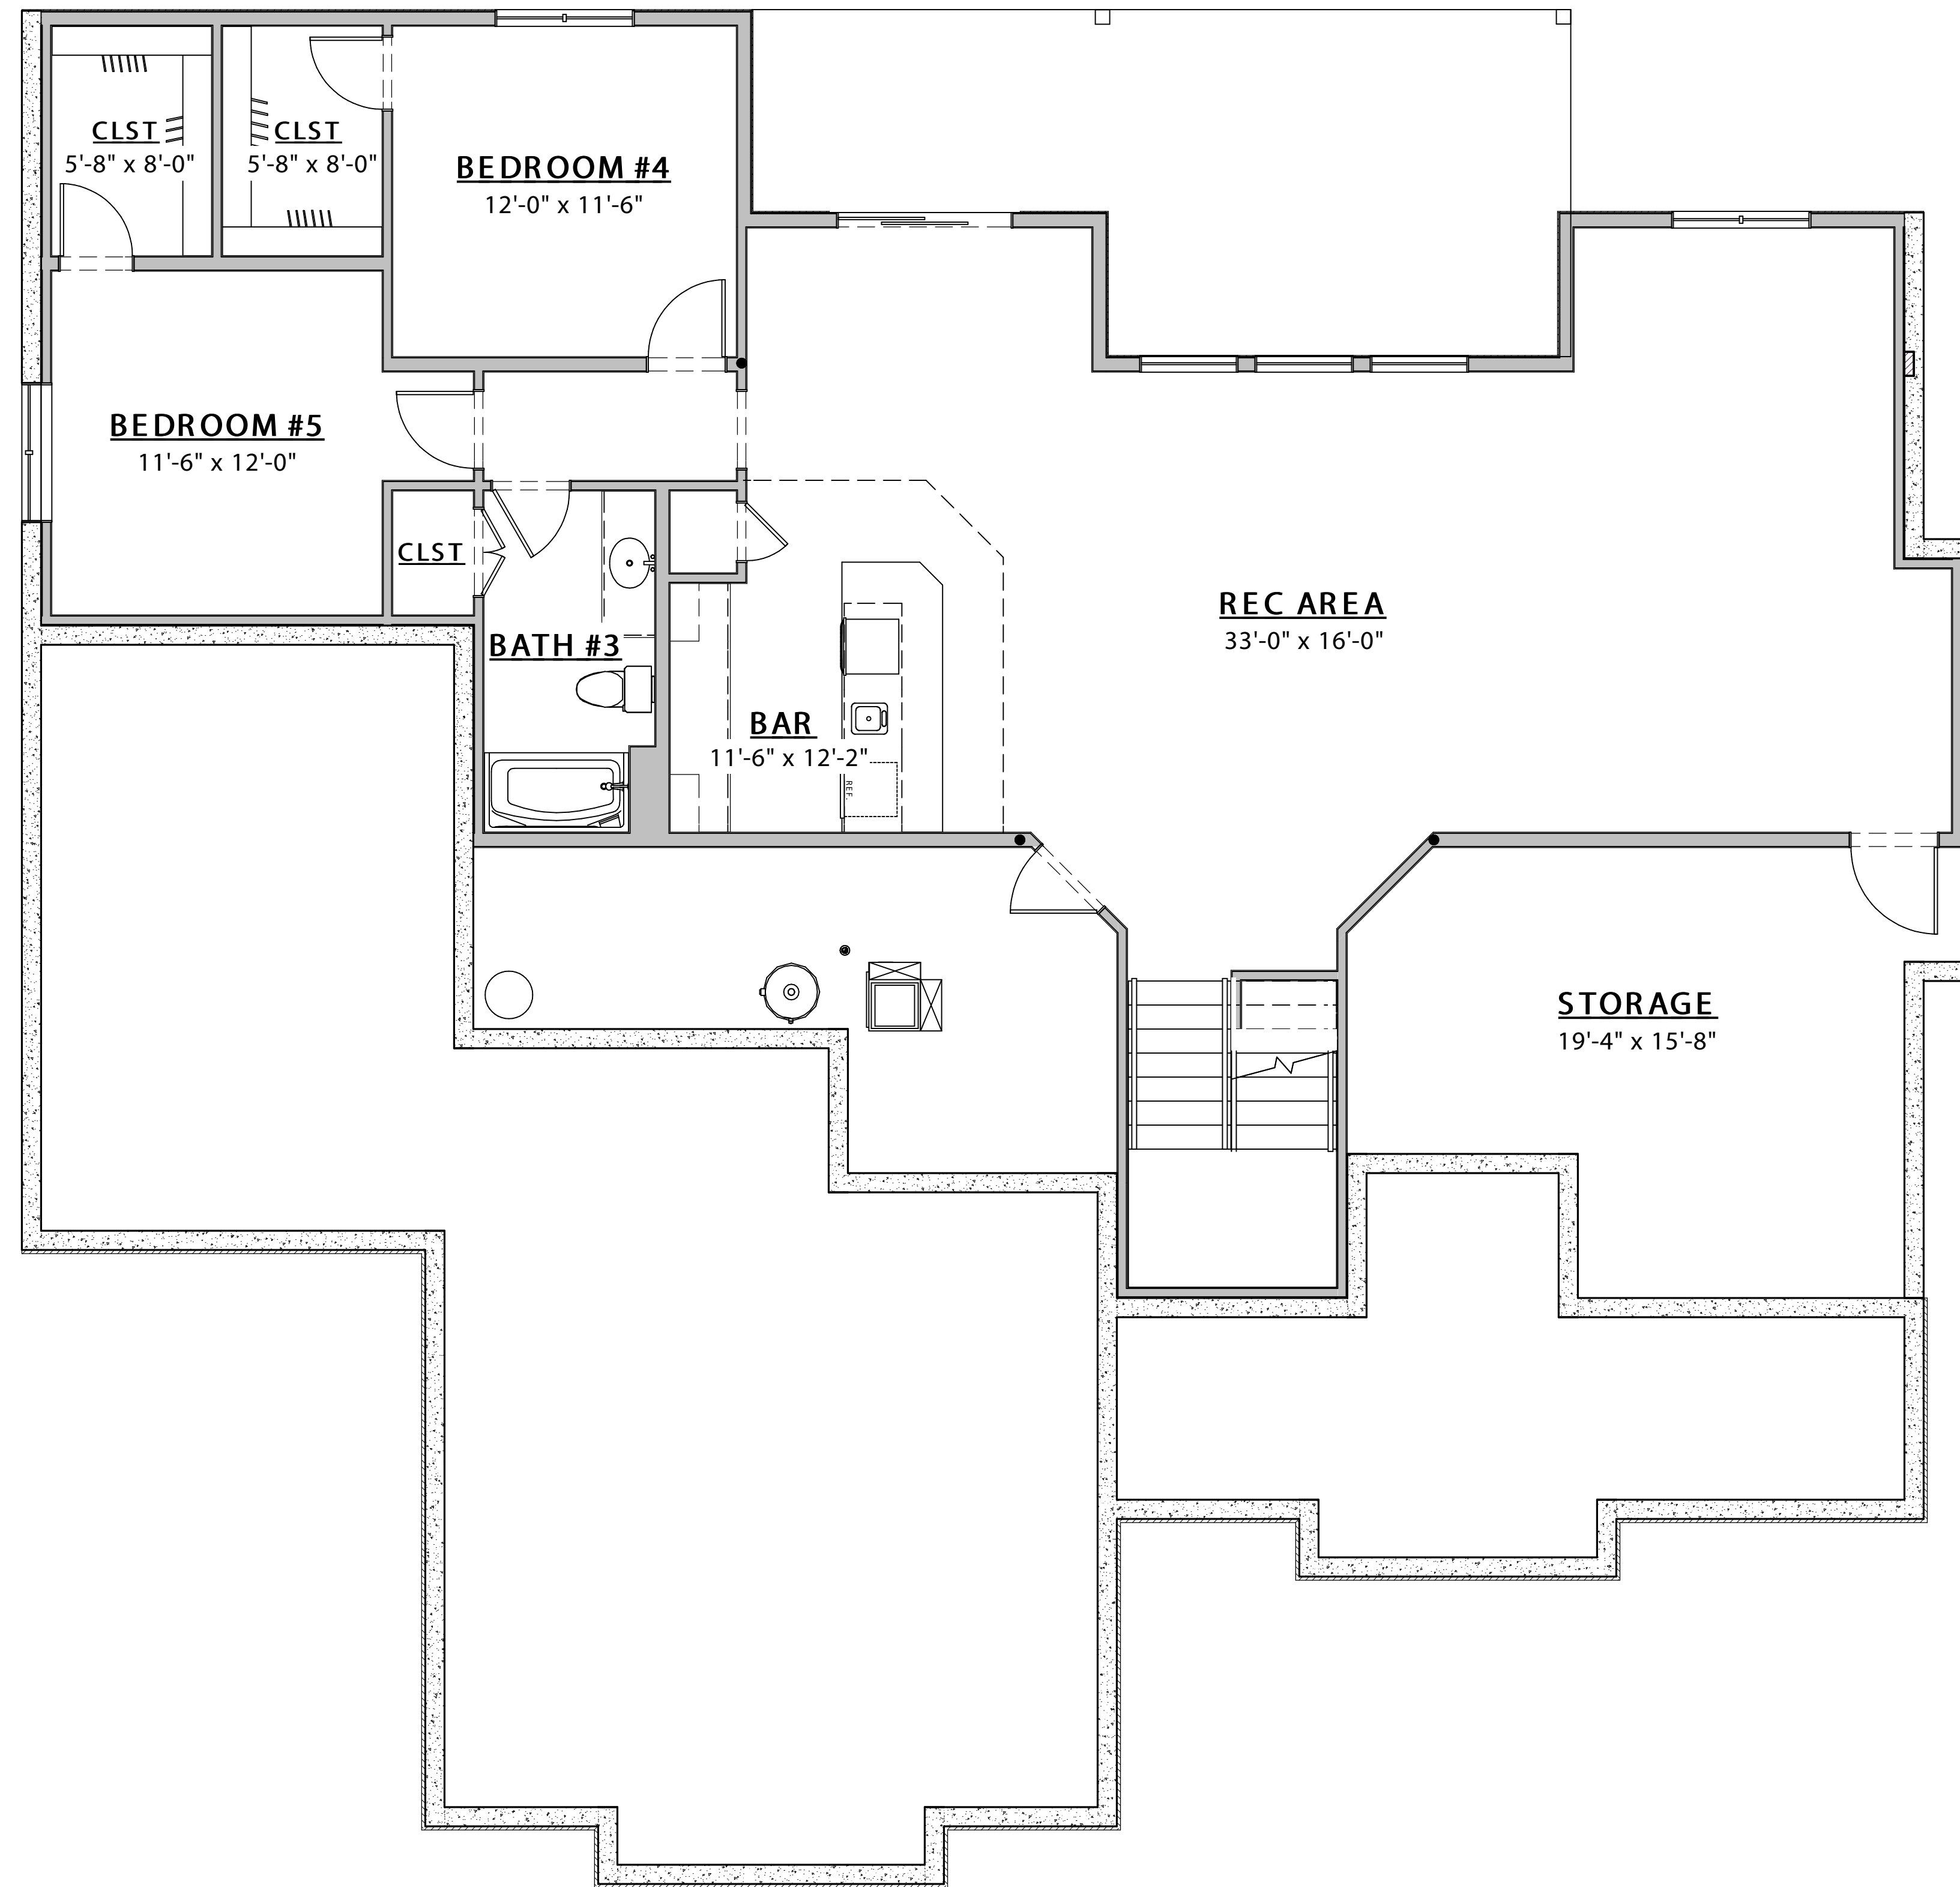 CLST
5'-8" x 8'-0"
CLST
5'-8" x 8'-0"
BEDROOM #4
12'-0" x 11'-6"
BEDROOM #5
11'-6" x 12'-0"
CLST
BATH #3
BAR
11'-6" x 12'-2"
REF.
REC AREA
33'-0" x 16'-0"
STORAGE
19'-4" x 15'-8"